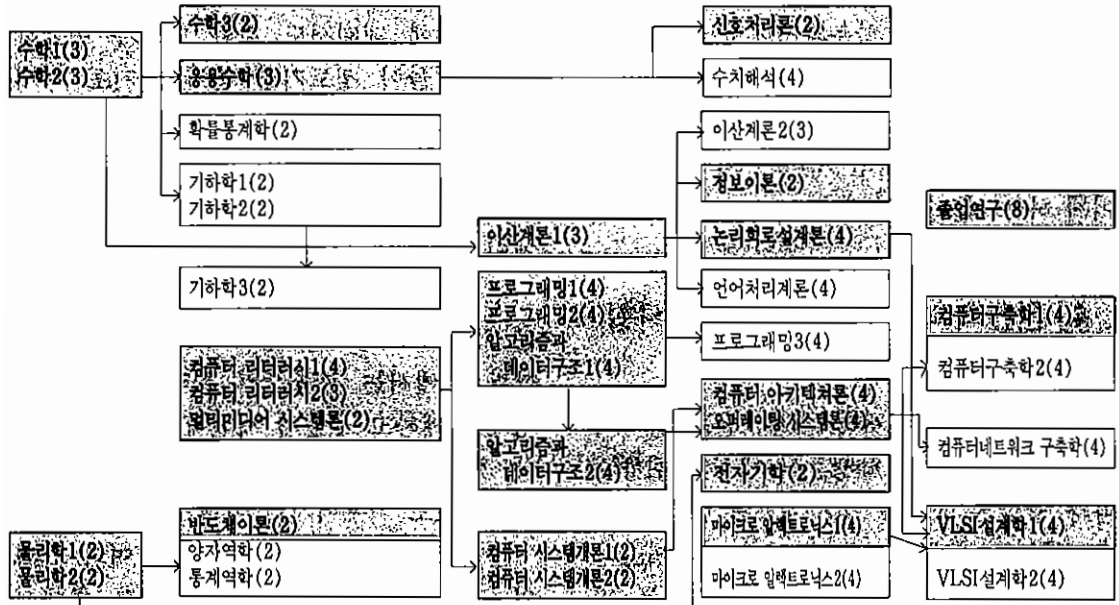 수학1(3)
수학2(3)
수학3(2)
응용수학(3)
확률통계학(2)
기하학1(2)
기하학2(2)
기하학3(2)
컴퓨터 리터러시1(4)
컴퓨터 리터러치2(3)
멀티미디어 시스템론(2)
물리학1(2)
물리학2(2)
반도체이론(2)
양자역학(2)
통계역학(2)
이산계론1(3)
프로그래밍1(4)
프로그래밍2(4)
알고리즘과
데이터구조1(4)
알고리즘과
데이터구조2(4)
컴퓨터 시스템개론1(2)
컴퓨터 시스템개론2(2)
신호처리론(2)
수치해석(4)
이산계론2(3)
정보이론(2)
논리회로설계론(4)
언어처리계론(4)
프로그래밍3(4)
컴퓨터 아키텍처론(4)
오퍼레이팅 시스템론(4)
전자기학(2)
마이크로 일렉트로닉스1(4)
마이크로 일랙트로닉스2(4)
졸업연구(8)
컴퓨터구축학1(4)
컴퓨터구축학2(4)
컴퓨터네트워크 구축학(4)
VLSI설계학1(4)
VLSI설계학2(4)